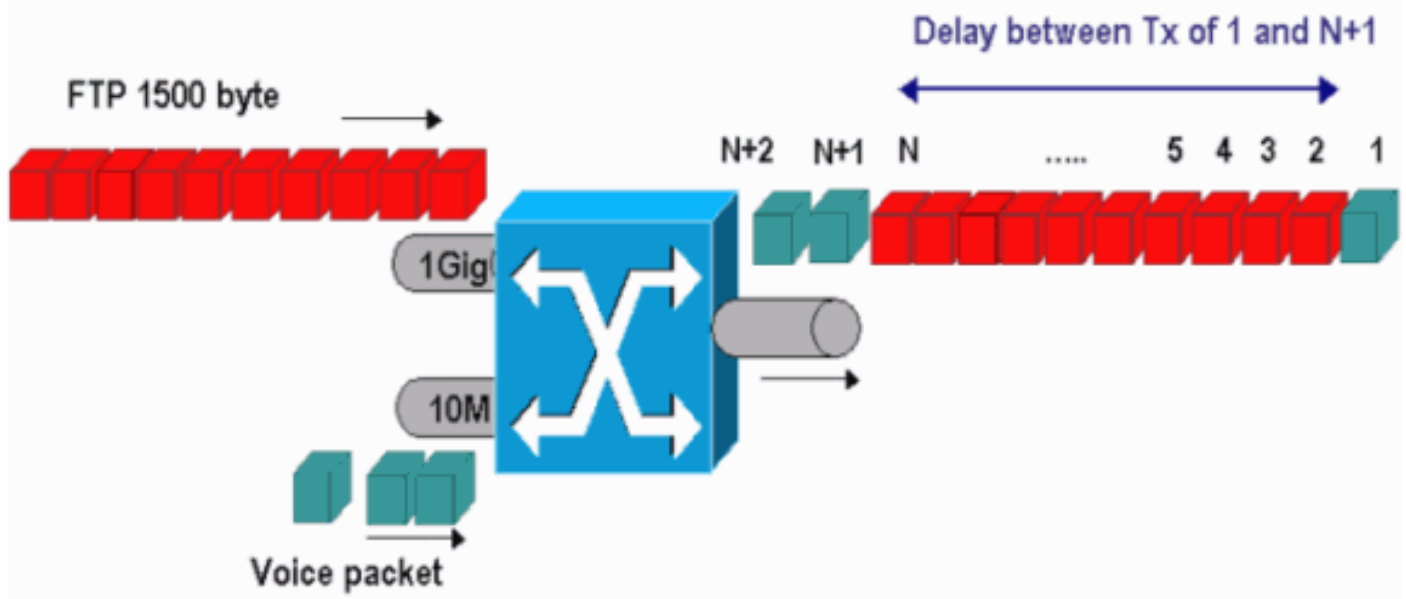 Delay between Tx of 1 and N+1
FTP 1500 byte
N+2 N+1 N ..... 5 4 3 2 1
1Gig
10M
Voice packet